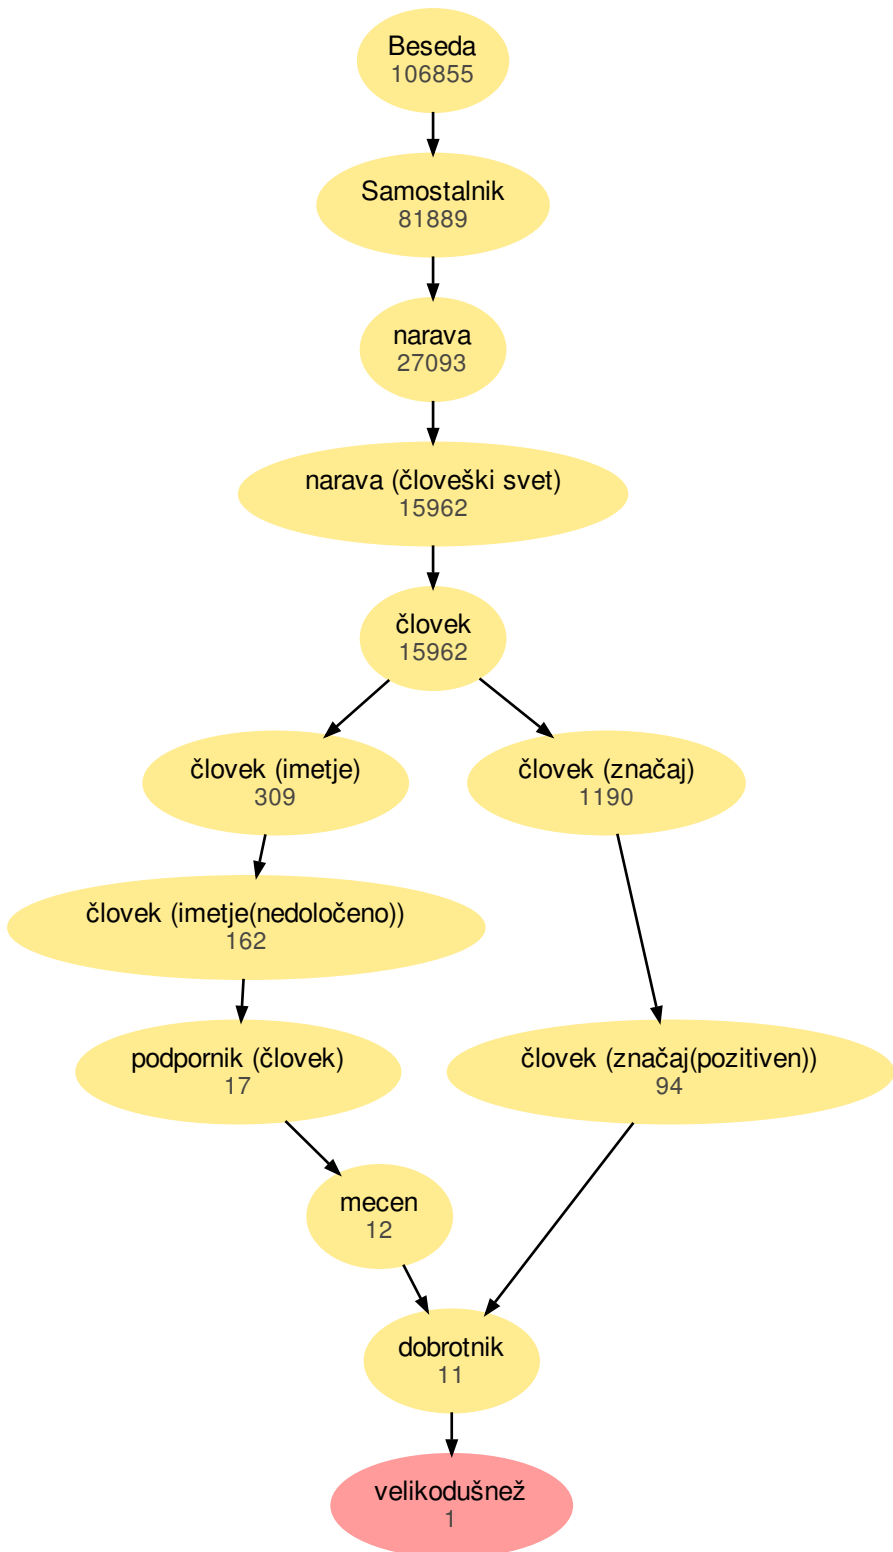 Beseda
106855
Samostalnik
81889
narava
27093
narava (človeški svet)
15962
človek
15962
človek (imetje)
309
človek (značaj)
1190
človek (imetje(nedoločeno))
162
podpornik (človek)
17
človek (značaj(pozitiven))
94
mecen
12
dobrotnik
11
velikodušnež
1